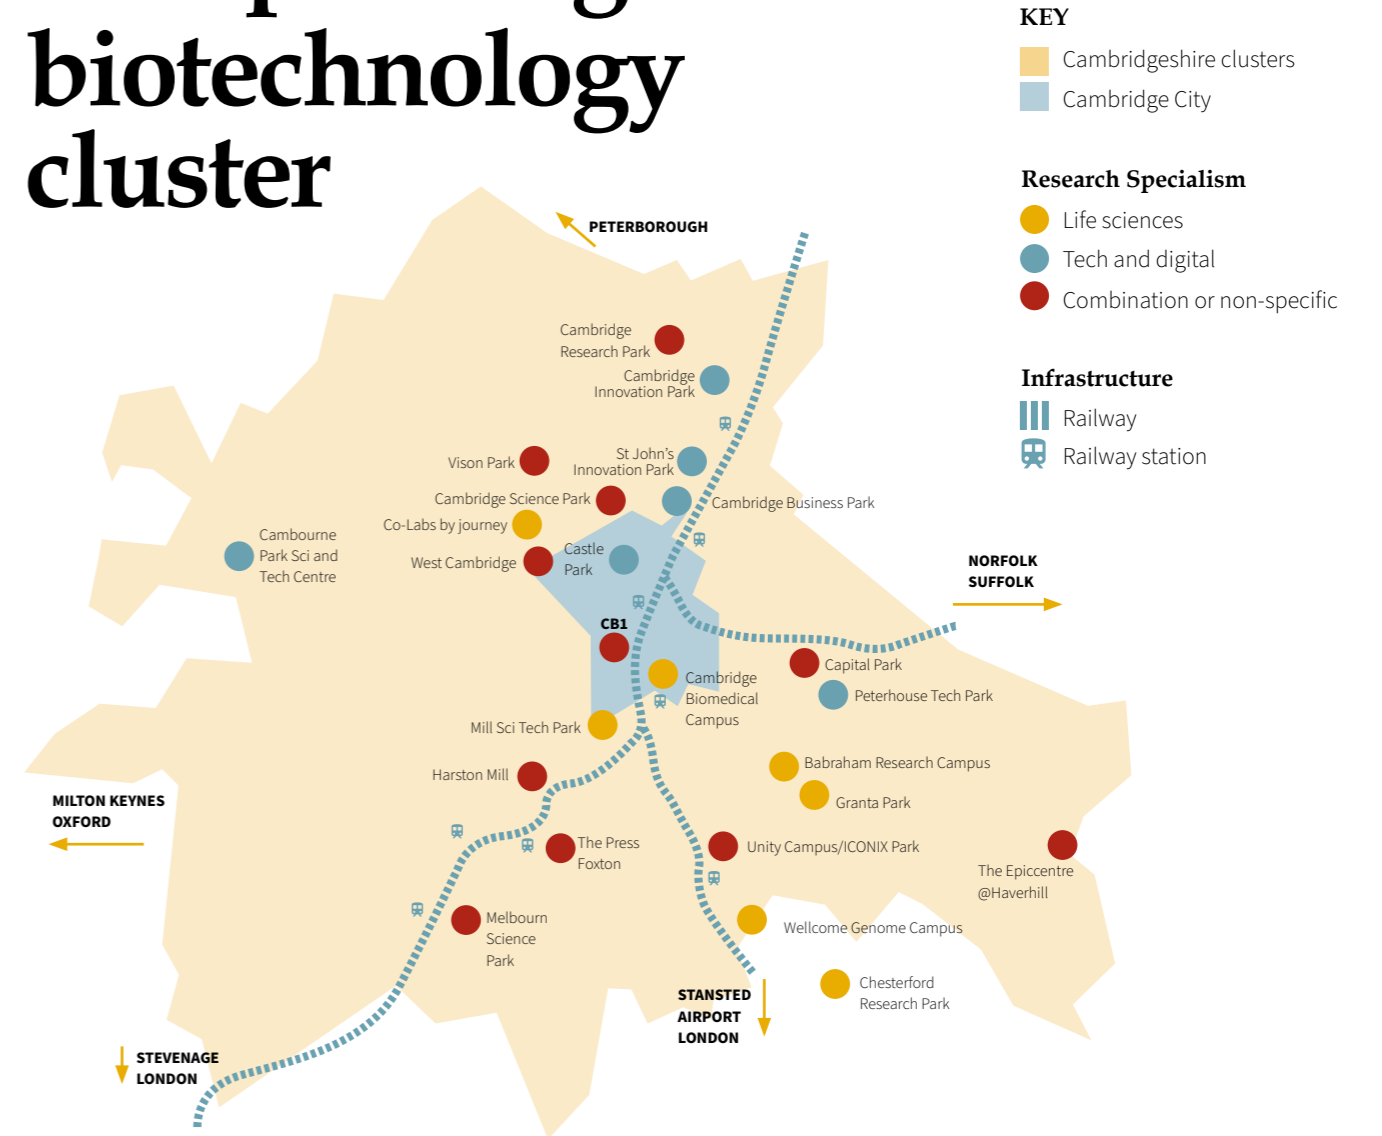 biotechnology
cluster
KEY
Cambridgeshire clusters
Cambridge City
Research Specialism
Life sciences
Tech and digital
Combination or non-specific
Infrastructure
Railway
Railway station
PETERBOROUGH
Cambridge
Research Park
Cambridge
Innovation Park
Vison Park
St John's
Innovation Park
Cambridge Science Park
Cambridge Business Park
Co-Labs by journey
Cambourne
Park Sci and
Tech Centre
West Cambridge
Castle
Park
NORFOLK
SUFFOLK
CB1
Capital Park
Cambridge
Biomedical
Campus
Peterhouse Tech Park
Mill Sci Tech Park
Harston Mill
Babraham Research Campus
Granta Park
MILTON KEYNES
OXFORD
The Press
Foxton
Unity Campus/ICONIX Park
The Epiccentre
@Haverhill
Melbourn
Science
Park
Wellcome Genome Campus
Chesterford
Research Park
STANSTED
AIRPORT
LONDON
STEVENAGE
LONDON